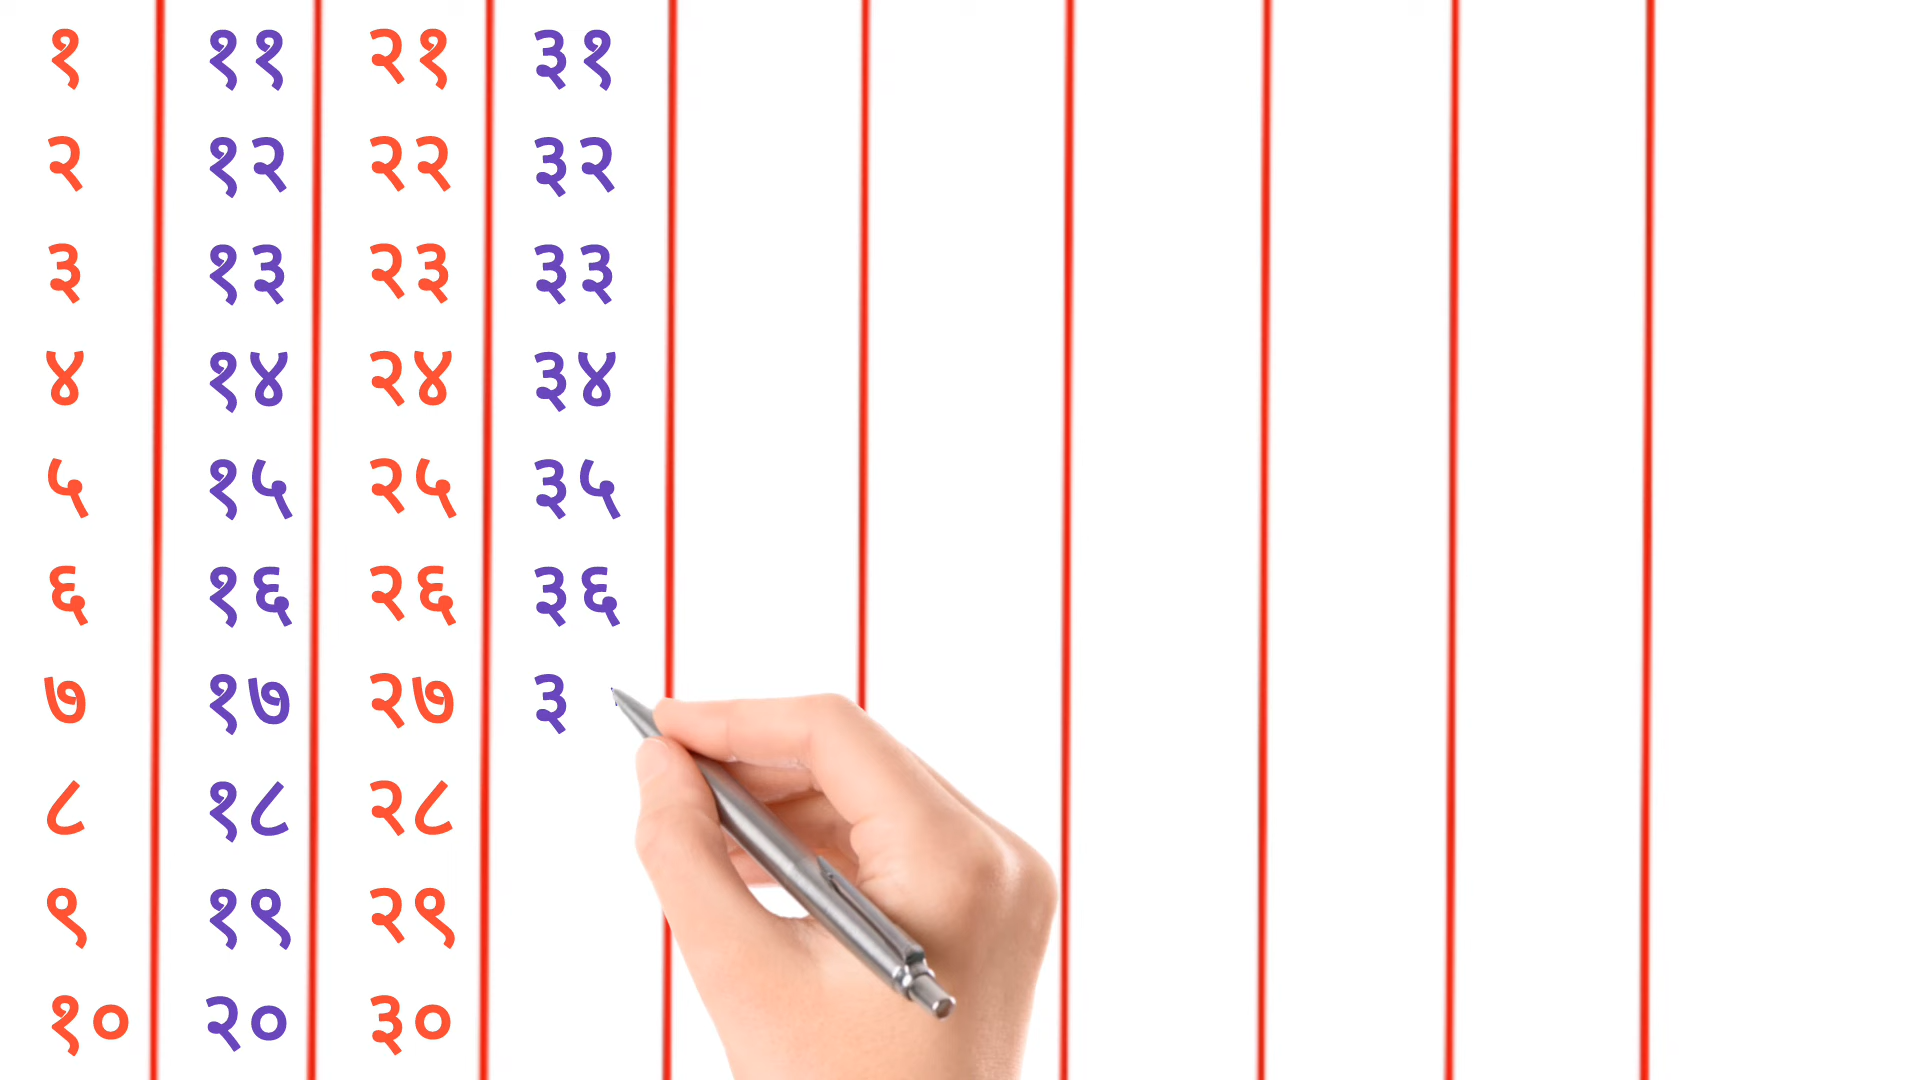 १ ११ २१ ३१
२ १२ २२ ३२
३ १३ २३ ३३
४ १४ २४ ३४
५ १५ २५ ३५
६ १६ २६ ३६
७ १७ २७ ३
८ १८ २८
९ १९ २९
१० २० ३०